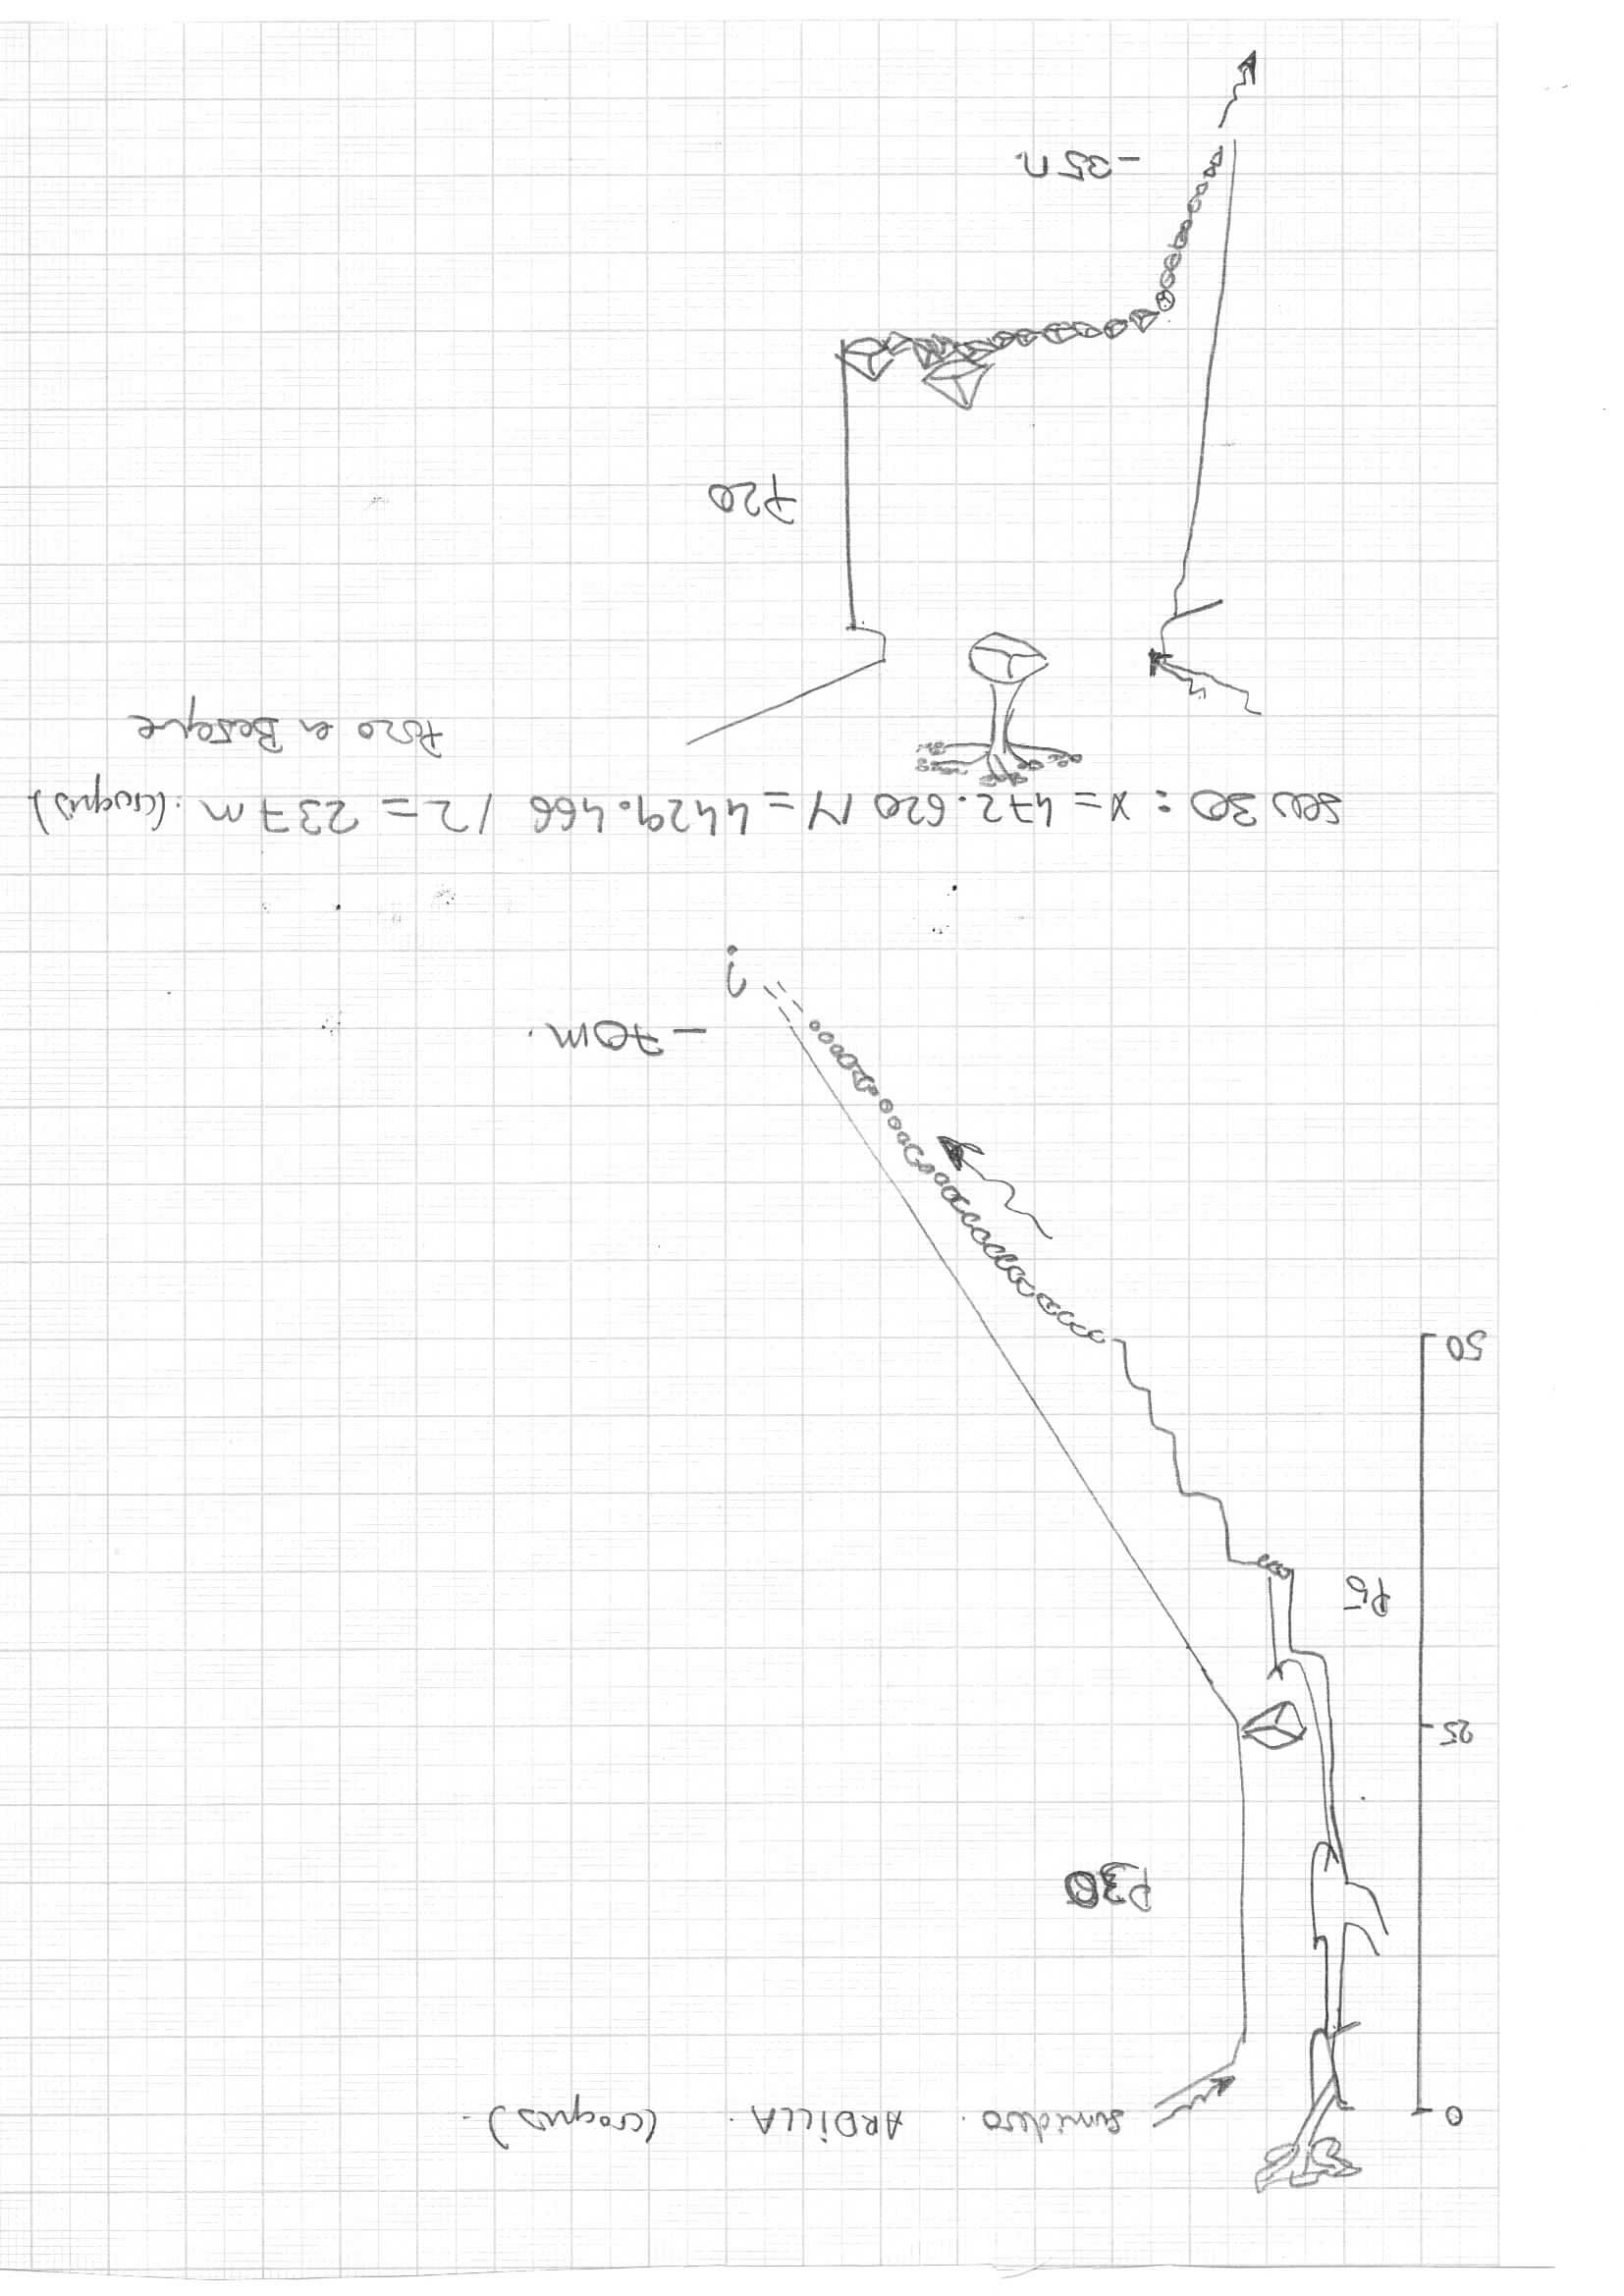 0
Sumidero. ARDILLA. (croquis).
P30
25
P5
50
-70m.
?
30 : X= 472.620 / Y = 4429.466 / Z = 237 m. (croquis)
Pozo en Bosque
P20
-35m